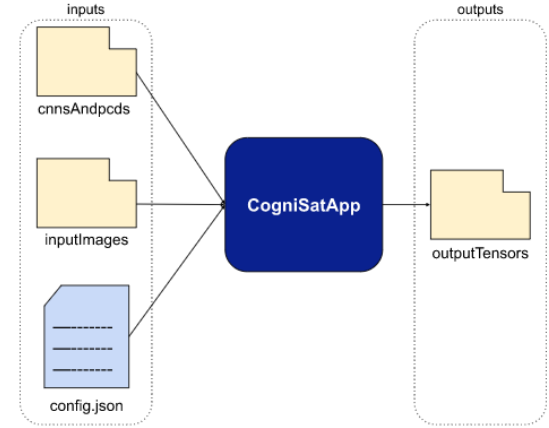 inputs
outputs
cnnsAndpcds
inputImages
CogniSatApp
outputTensors
config.json